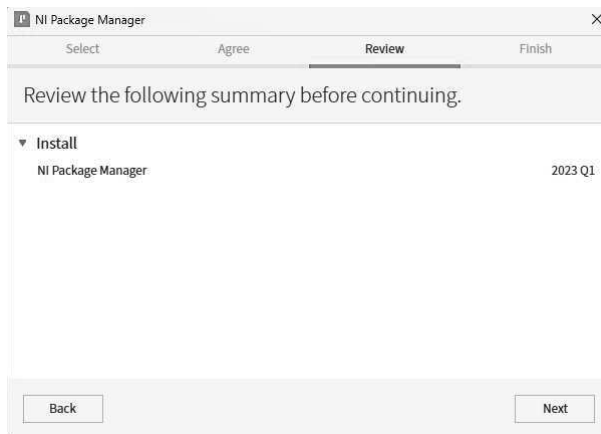 NI Package Manager
Select Agree Review Finish
Review the following summary before continuing.
Install
NI Package Manager 2023 Q1
Back Next